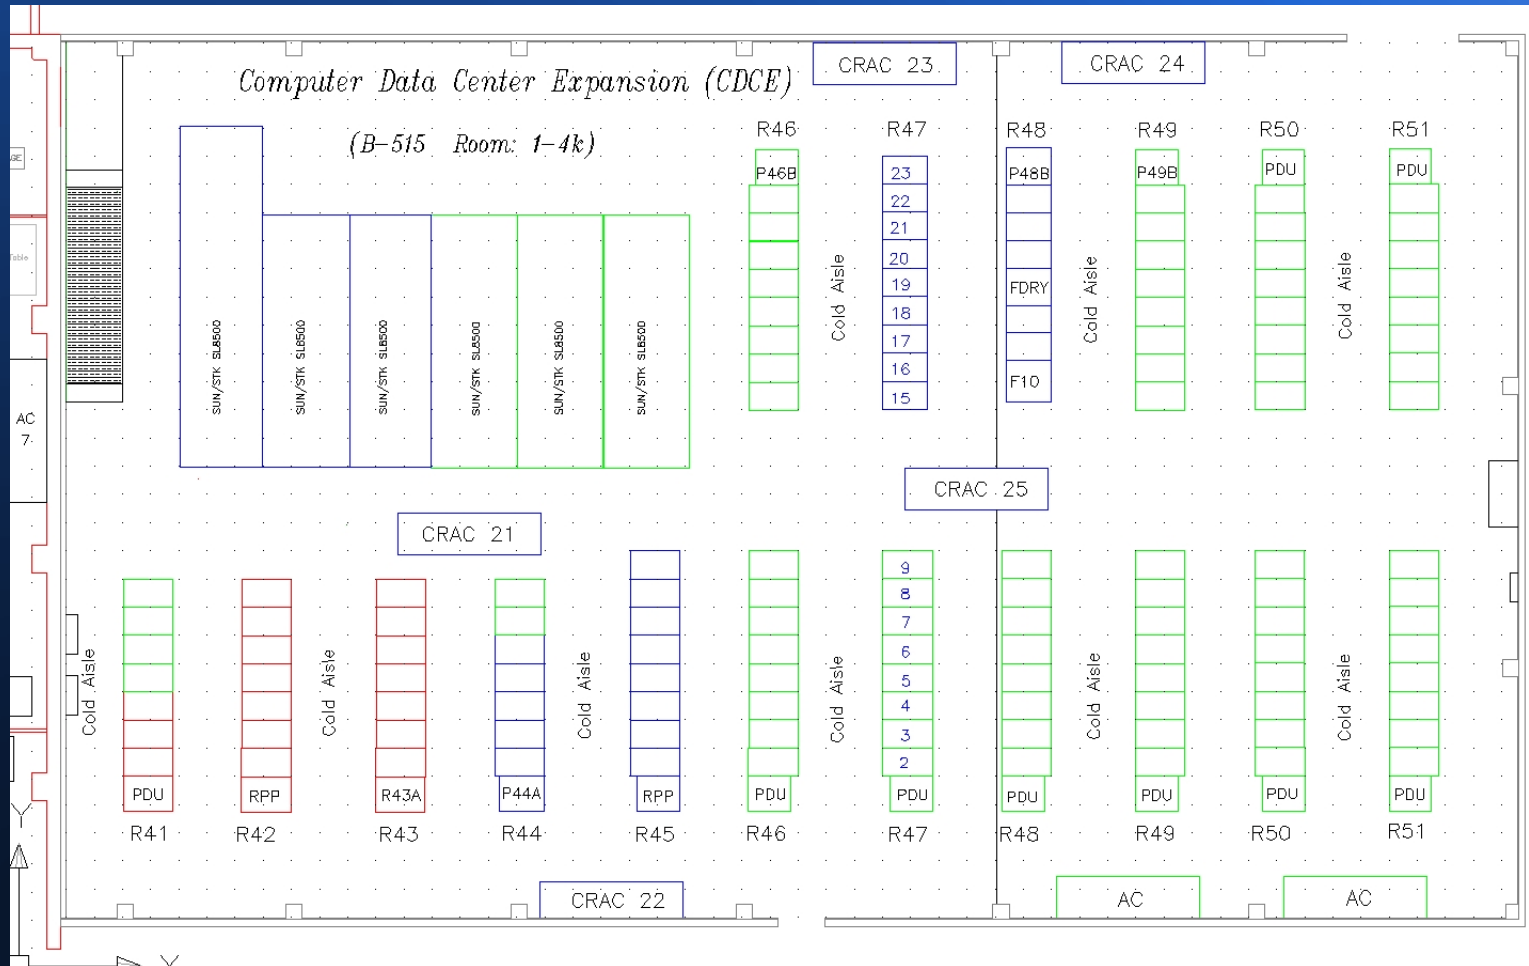 CRAC 23
CRAC 24
Computer Data Center Expansion (CDCE)
(B-515 Room: 1-4k)
R46
R47
R48
R49
R50
R51
P46B
23
P48B
P49B
PDU
PDU
22
21
20
19
FDRY
18
17
16
F10
15
Cold Aisle
Cold Aisle
Cold Aisle
SUN/STK SL8500
SUN/STK SL8500
SUN/STK SL8500
SUN/STK SL8500
SUN/STK SL8500
SUN/STK SL8500
Table
AC
7
CRAC 25
CRAC 21
9
8
7
6
5
4
3
2
Cold Aisle
Cold Aisle
Cold Aisle
Cold Aisle
Cold Aisle
Cold Aisle
PDU
RPP
R43A
P44A
RPP
PDU
PDU
PDU
PDU
PDU
PDU
R41
R42
R43
R44
R45
R46
R47
R48
R49
R50
R51
CRAC 22
AC
AC
Y
X